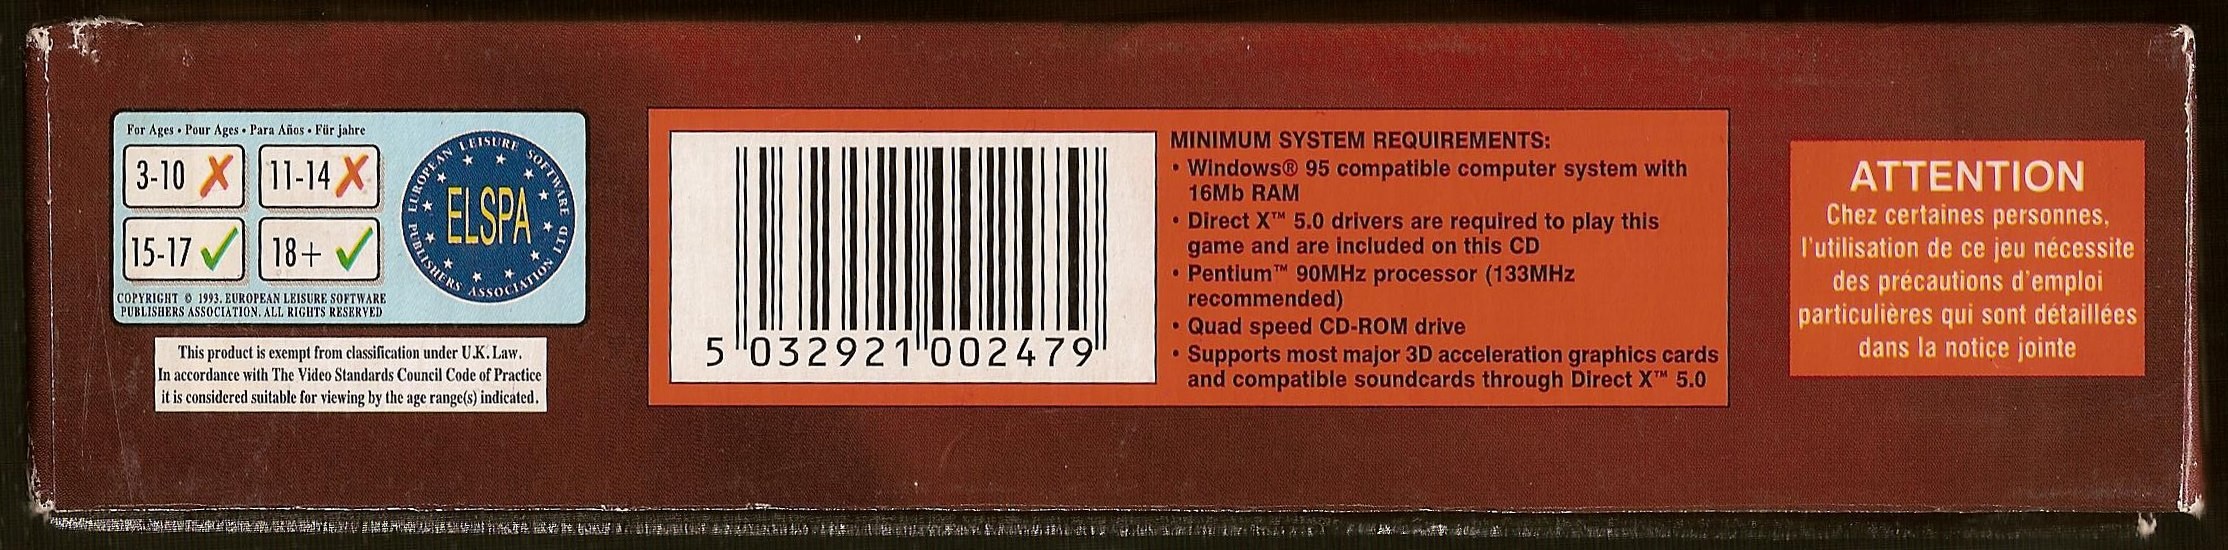 For Ages • Pour Ages • Para Años • Für jahre
3-10
11-14
15-17
18+
COPYRIGHT © 1993. EUROPEAN LEISURE SOFTWARE
PUBLISHERS ASSOCIATION. ALL RIGHTS RESERVED
EUROPEAN LEISURE SOFTWARE
PUBLISHERS ASSOCIATION LTD
ELSPA
This product is exempt from classification under U.K. Law.
In accordance with The Video Standards Council Code of Practice
it is considered suitable for viewing by the age range(s) indicated.
5 032921 002479
MINIMUM SYSTEM REQUIREMENTS:
• Windows® 95 compatible computer system with
16Mb RAM
• Direct X™ 5.0 drivers are required to play this
game and are included on this CD
• Pentium™ 90MHz processor (133MHz
recommended)
• Quad speed CD-ROM drive
• Supports most major 3D acceleration graphics cards
and compatible soundcards through Direct X™ 5.0
ATTENTION
Chez certaines personnes,
l'utilisation de ce jeu nécessite
des précautions d'emploi
particulières qui sont détaillées
dans la notice jointe